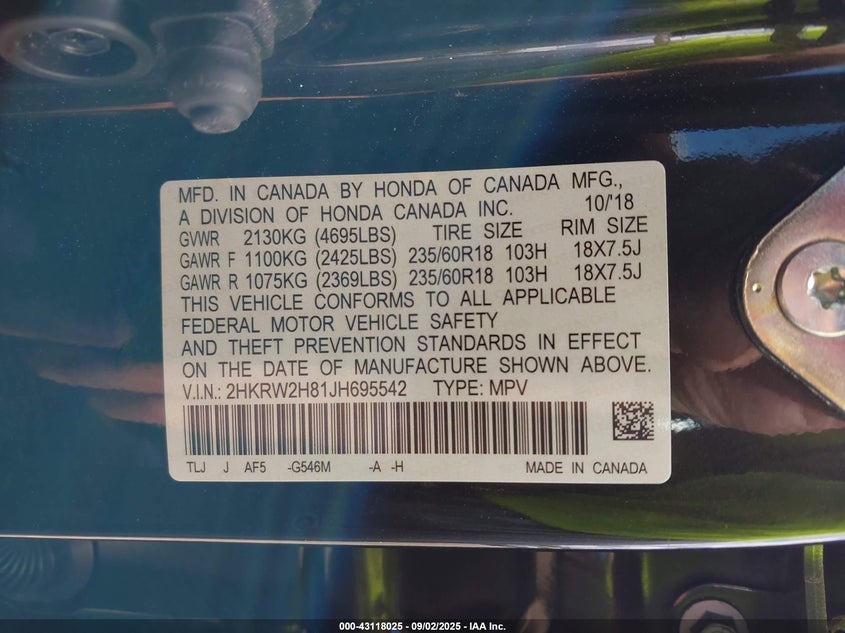 MFD. IN CANADA BY HONDA OF CANADA MFG.,
A DIVISION OF HONDA CANADA INC. 10/'18
GVWR 2130KG (4695LBS) TIRE SIZE RIM SIZE
GAWR F 1100KG (2425LBS) 235/60R18 103H 18X7.5J
GAWR R 1075KG (2369LBS) 235/60R18 103H 18X7.5J
THIS VEHICLE CONFORMS TO ALL APPLICABLE
FEDERAL MOTOR VEHICLE SAFETY
AND THEFT PREVENTION STANDARDS IN EFFECT
ON THE DATE OF MANUFACTURE SHOWN ABOVE.
V.I.N.: 2HKRW2H81JH695542 TYPE: MPV
TLJ J AF5 -G546M -A -H MADE IN CANADA
000-43118025 - 09/02/2025 - IAA Inc.